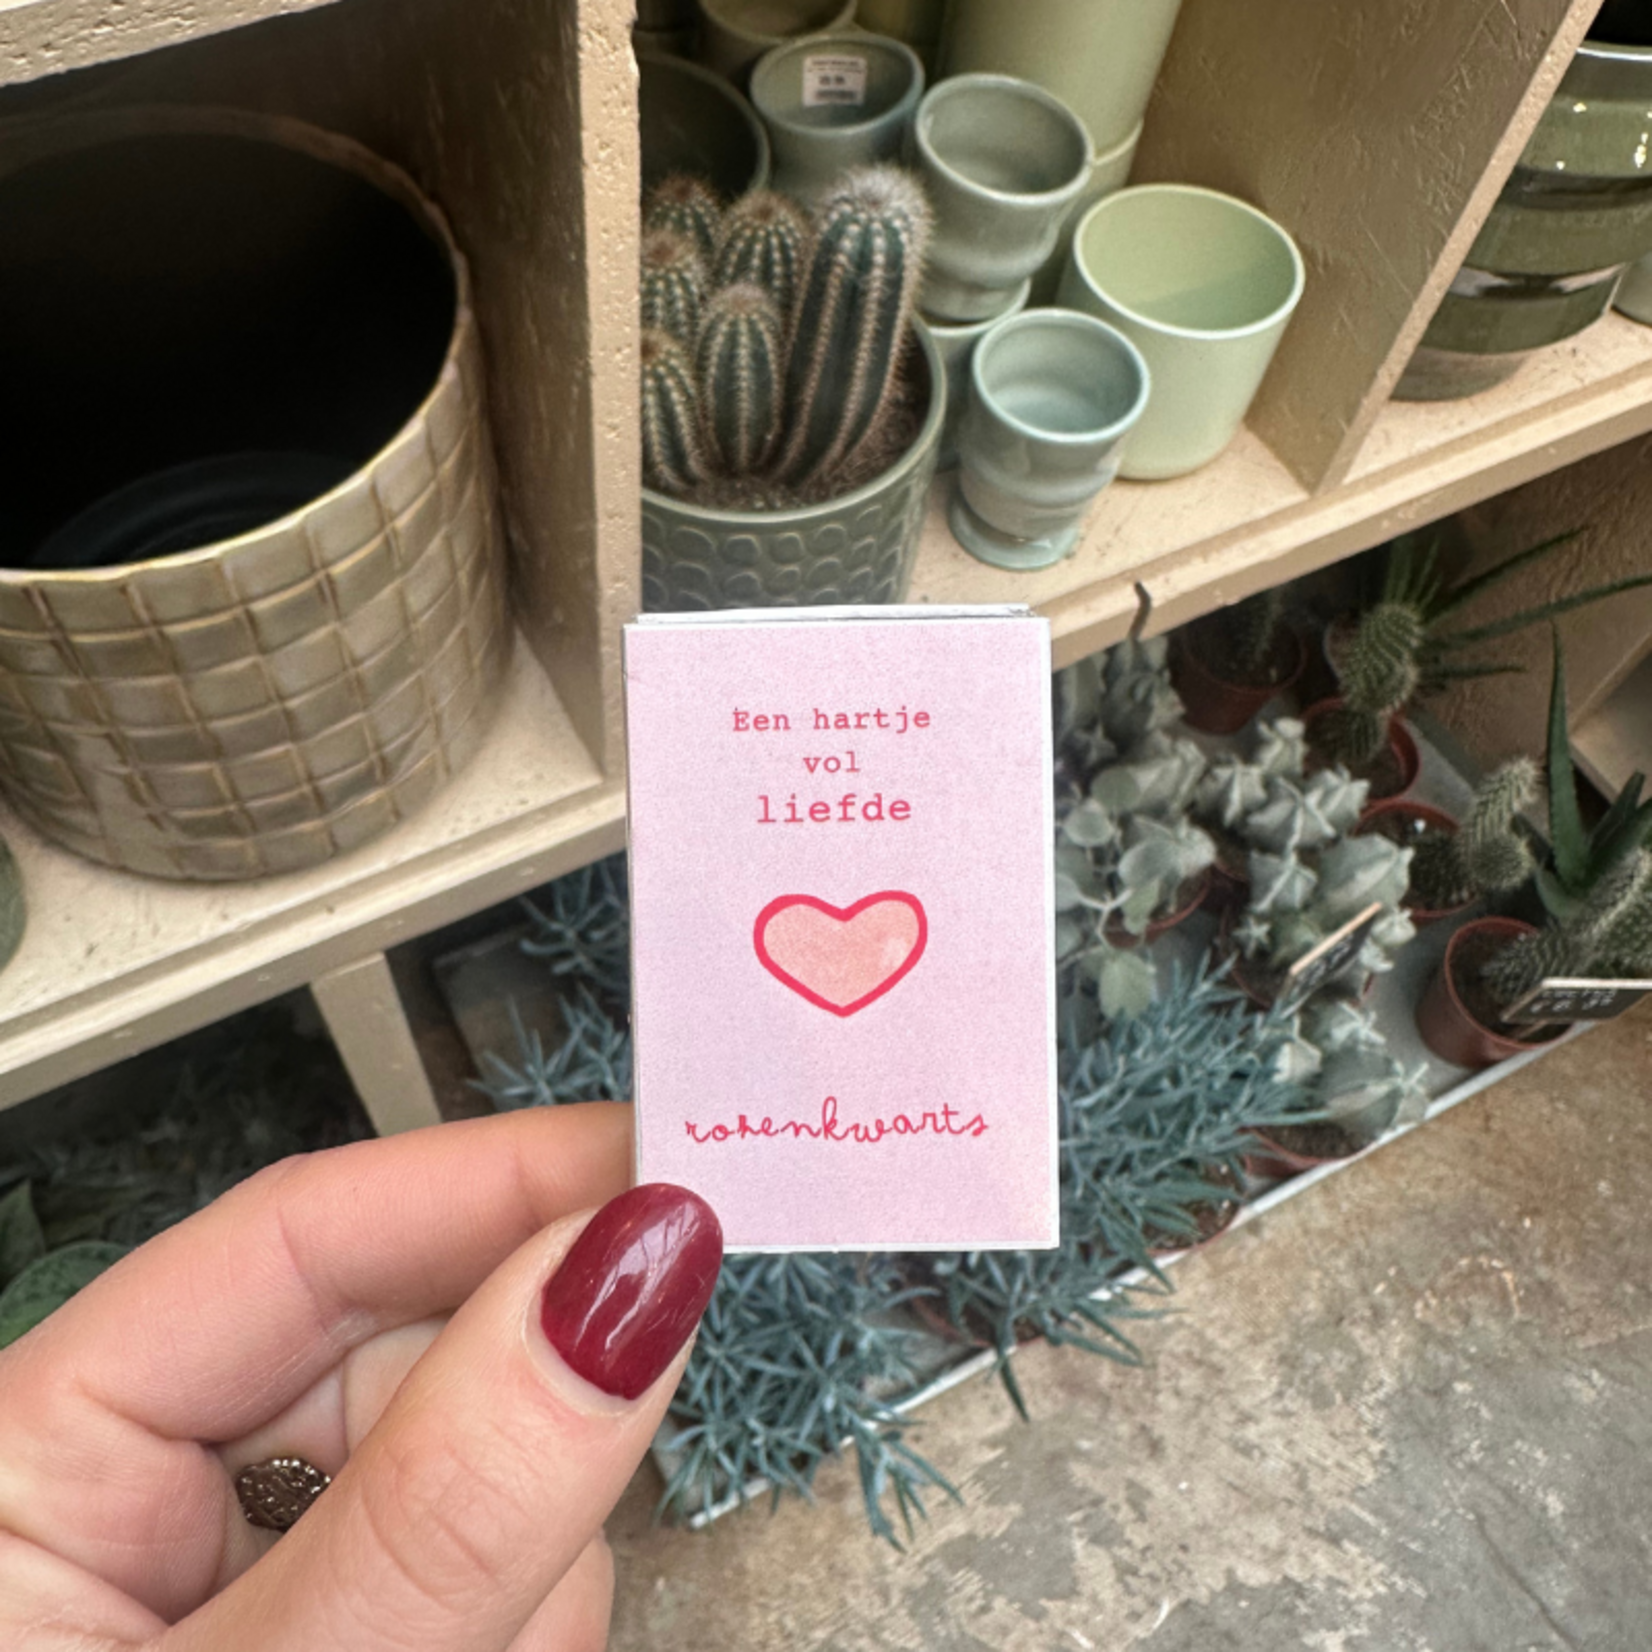 Een hartje
vol
liefde
rozenkwarts